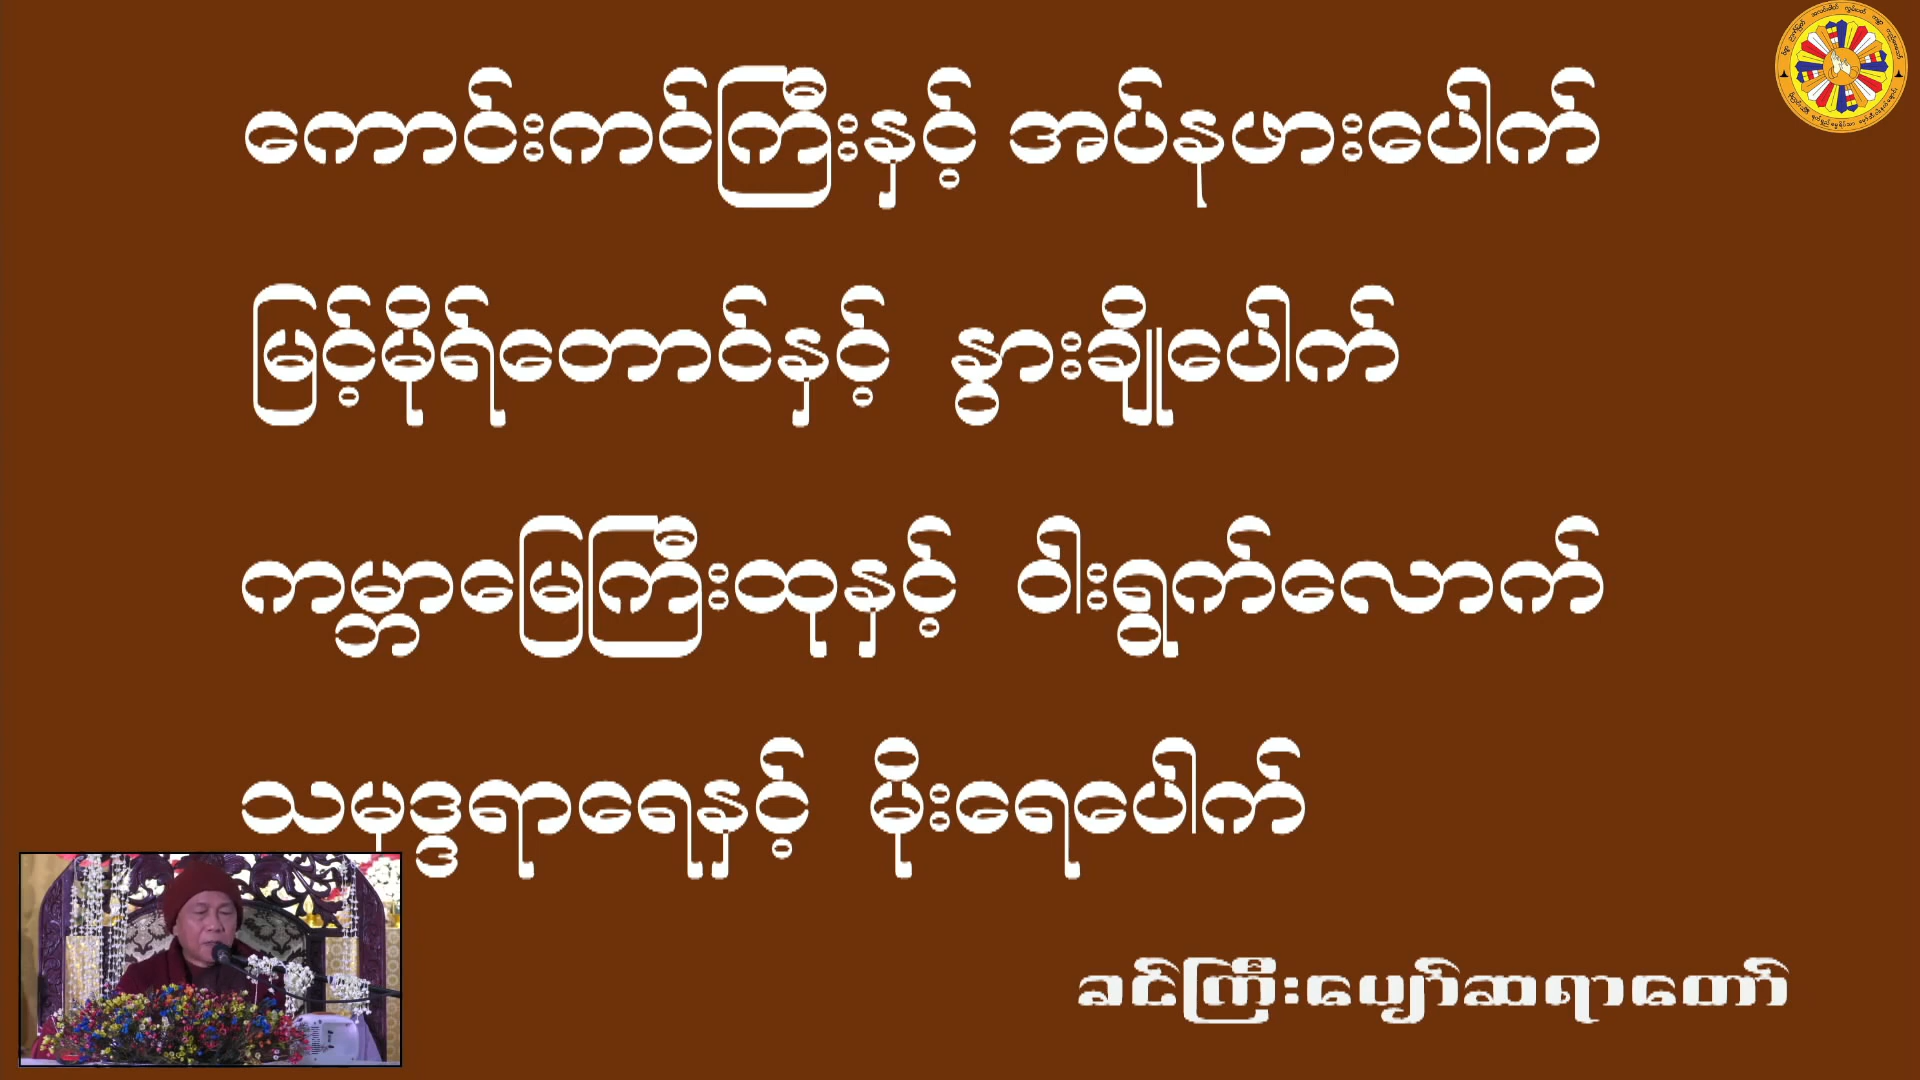 ကောင်းကင်ကြီးနှင့် အပ်နဖားပေါက်
မြင့်မိုရ်တောင်နှင့် နွားချိုပေါက်
ကမ္ဘာမြေကြီးထုနှင့် ဝါးရွက်လောက်
သမုဒ္ဒရာရေနှင့် မိုးရေပေါက်
ခင်ကြီးပျော်ဆရာတော်